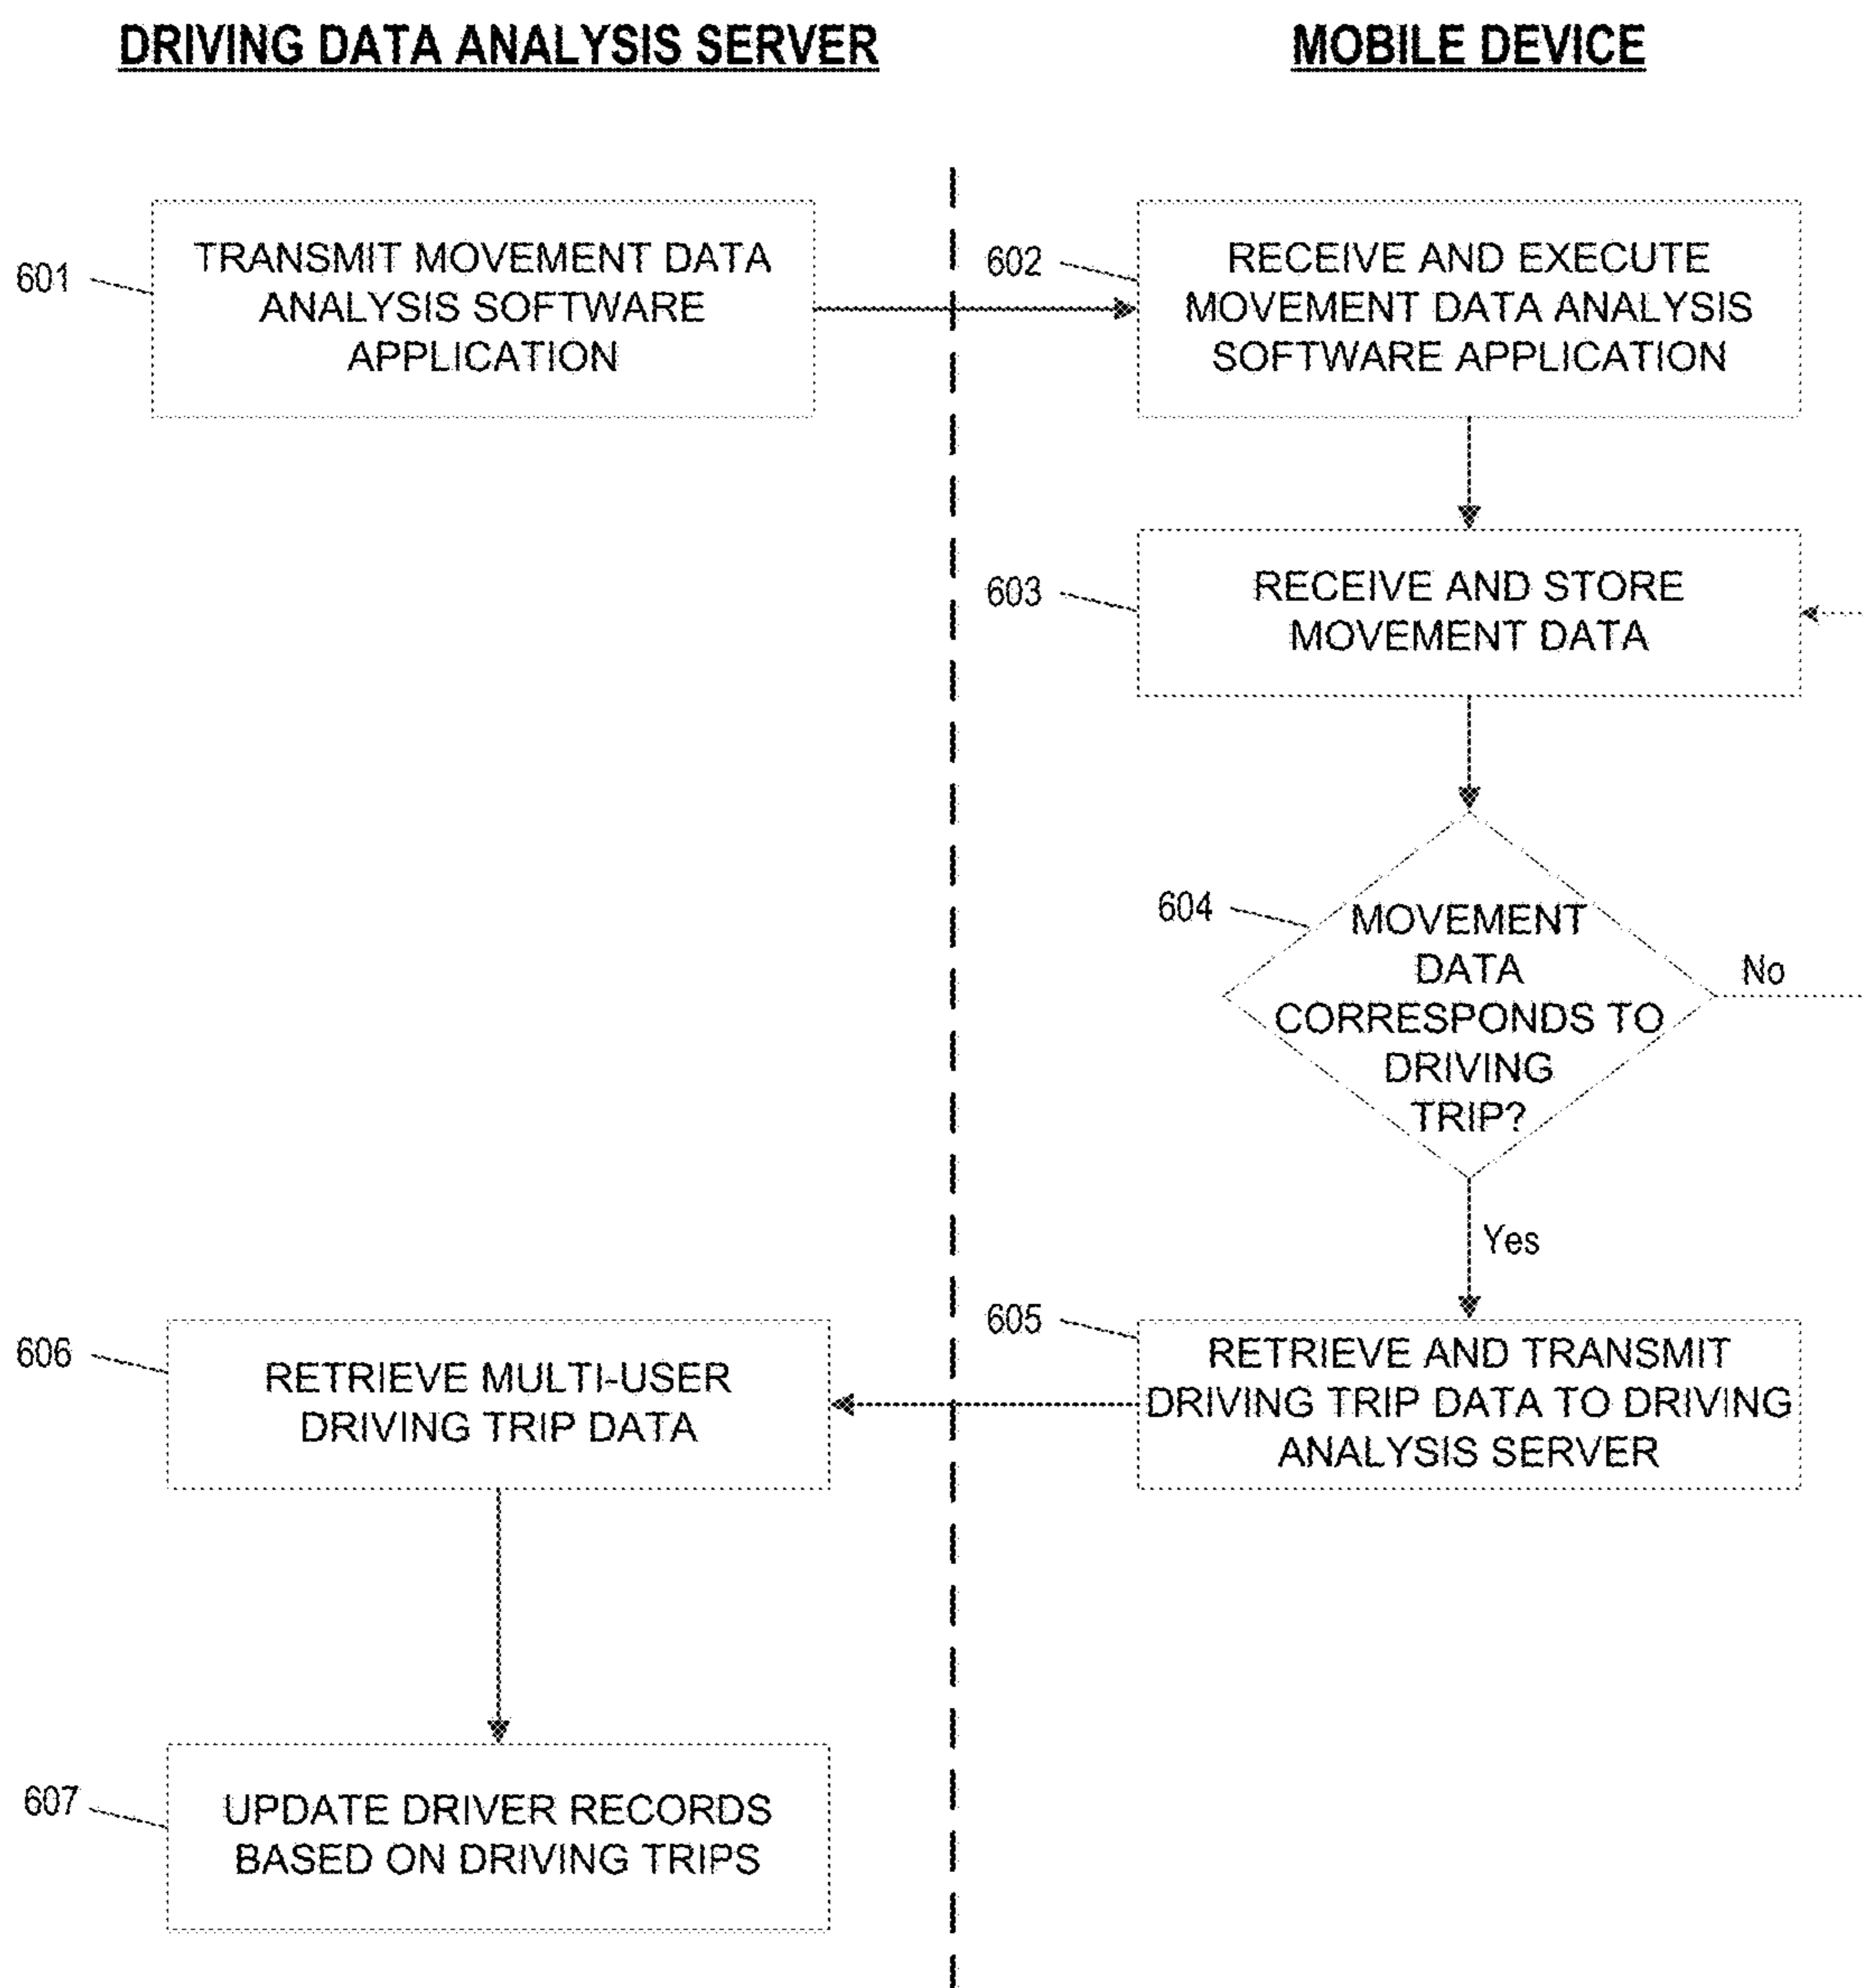 DRIVING DATA ANALYSIS SERVER
MOBILE DEVICE
601
TRANSMIT MOVEMENT DATA
ANALYSIS SOFTWARE
APPLICATION
602
RECEIVE AND EXECUTE
MOVEMENT DATA ANALYSIS
SOFTWARE APPLICATION
603
RECEIVE AND STORE
MOVEMENT DATA
604
MOVEMENT
DATA
CORRESPONDS TO
DRIVING
TRIP?
No
Yes
605
RETRIEVE AND TRANSMIT
DRIVING TRIP DATA TO DRIVING
ANALYSIS SERVER
606
RETRIEVE MULTI-USER
DRIVING TRIP DATA
607
UPDATE DRIVER RECORDS
BASED ON DRIVING TRIPS